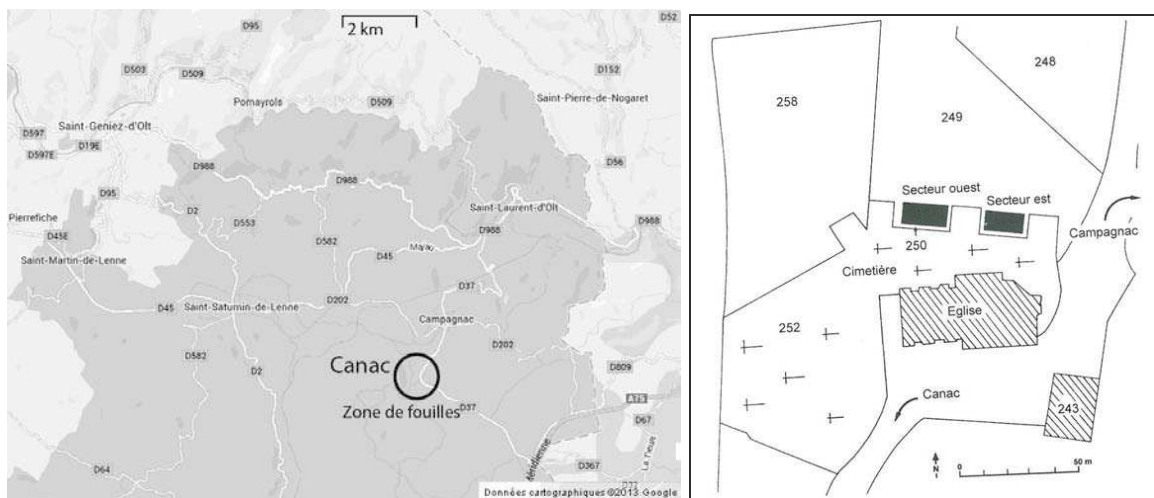 2 km
D95
D52
D503
D509
D152
Pomayrols
D509
Saint-Pierre-de-Nogaret
D597
Saint-Geniez-d'Olt
D19E
D597E
D56
D988
D988
D95
D2
D553
Saint-Laurent-d'Olt
Pierrefiche
D988
D45E
D582
D988
D45
Saint-Martin-de-Lenne
D37
D45
Saint-Saturnin-de-Lenne
D202
Campagnac
D582
D202
D2
Canac
D809
Zone de fouilles
D37
A75
D67
D64
D367
Données cartographiques ©2013 Google
248
258
249
Secteur ouest
Secteur est
250
Campagnac
Cimetière
Eglise
252
Canac
243
N
0
50 m